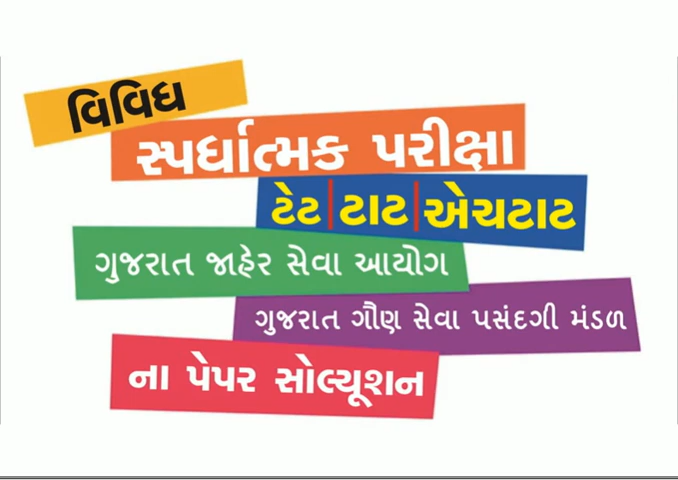 વિવિધ
સ્પર્ધાત્મક પરીક્ષા
ટેટ|ટાટ|એચટાટ
ગુજરાત જાહેર સેવા આયોગ
ગુજરાત ગૌણ સેવા પસંદગી મંડળ
ના પેપર સોલ્યૂશન